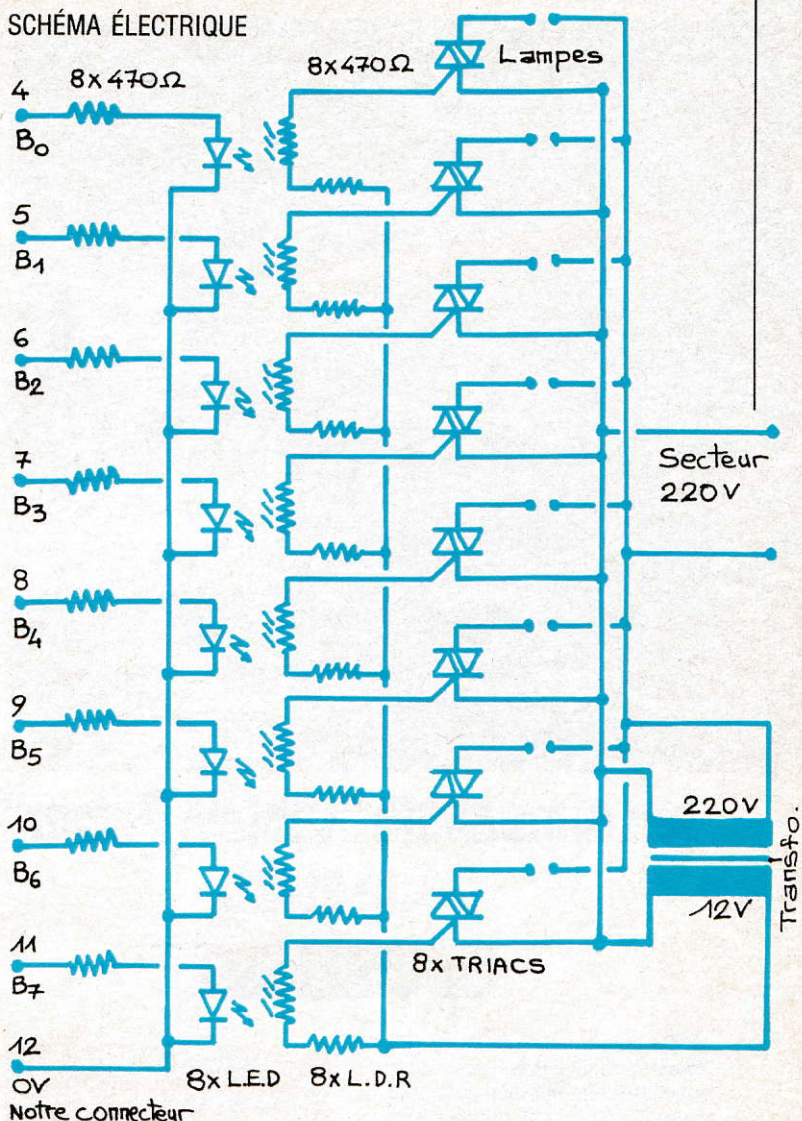 SCHÉMA ÉLECTRIQUE
8x470Ω
8x470Ω
Lampes
4
B0
5
B1
6
B2
7
B3
Secteur
220V
8
B4
9
B5
10
B6
220V
Transfo.
12V
11
B7
8x TRIACS
12
0V
8x L.E.D
8x L.D.R
Notre connecteur